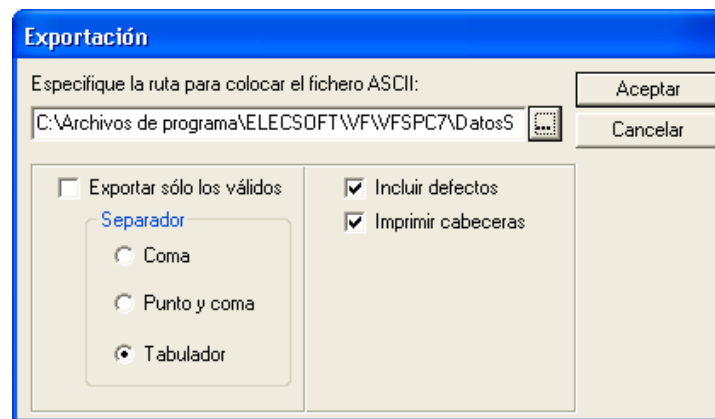 Exportación
Especifique la ruta para colocar el fichero ASCII:
C:\Archivos de programa\ELECSOFT\VF\VFSPC7\DatosS
...
Aceptar
Cancelar
Exportar sólo los válidos
Separador
Coma
Punto y coma
Tabulador
Incluir defectos
Imprimir cabeceras